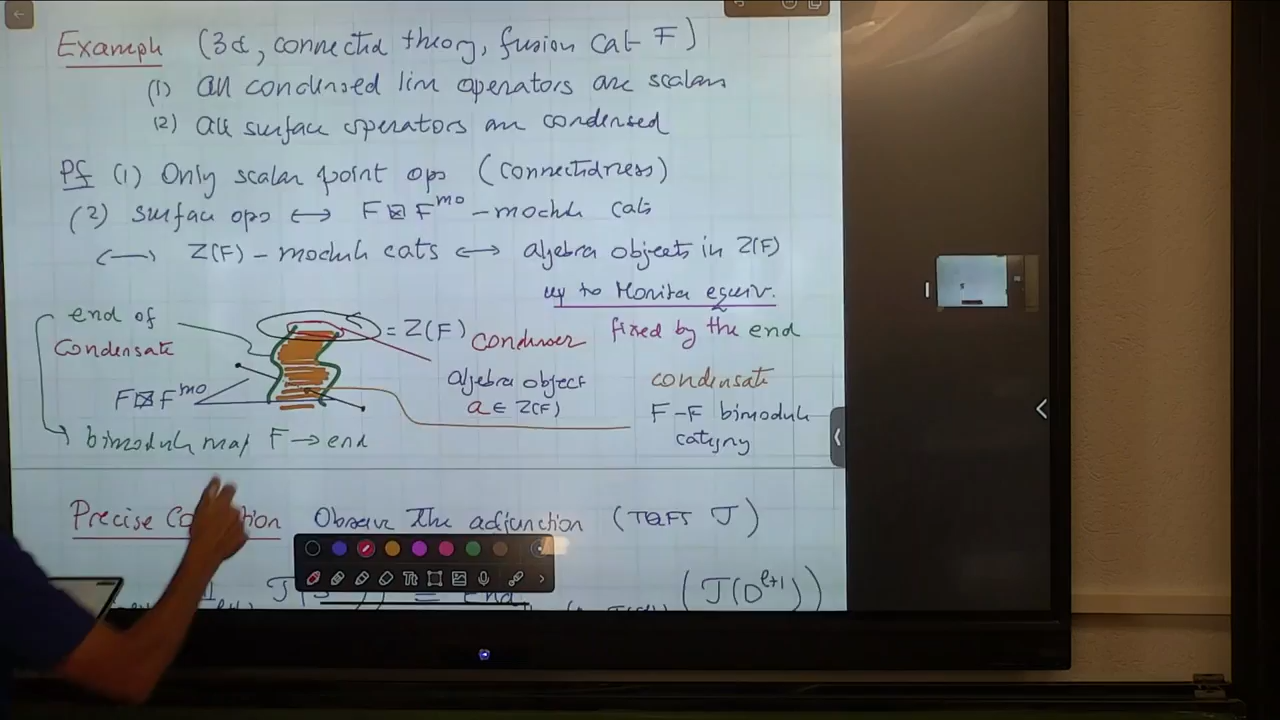 Example (3d, connected theory, fusion cat F)
(1) all condensed line operators are scalars
(2) all surface operators are condensed
Pf (1) Only scalar point ops (connectedness)
(2) surface ops ↔ F⊠F^mo - module cats
↔ Z(F) - module cats ↔ algebra objects in Z(F)
up to Morita equiv.
end of
condensate
= Z(F)
condenser
fixed by the end
algebra object
a ∈ Z(F)
condensate
F-F bimodule
category
F⊠F^mo
bimodule map F → end
Precise Co tion Observe the adjunction (TQFT J)
(J(D^{l+1}))